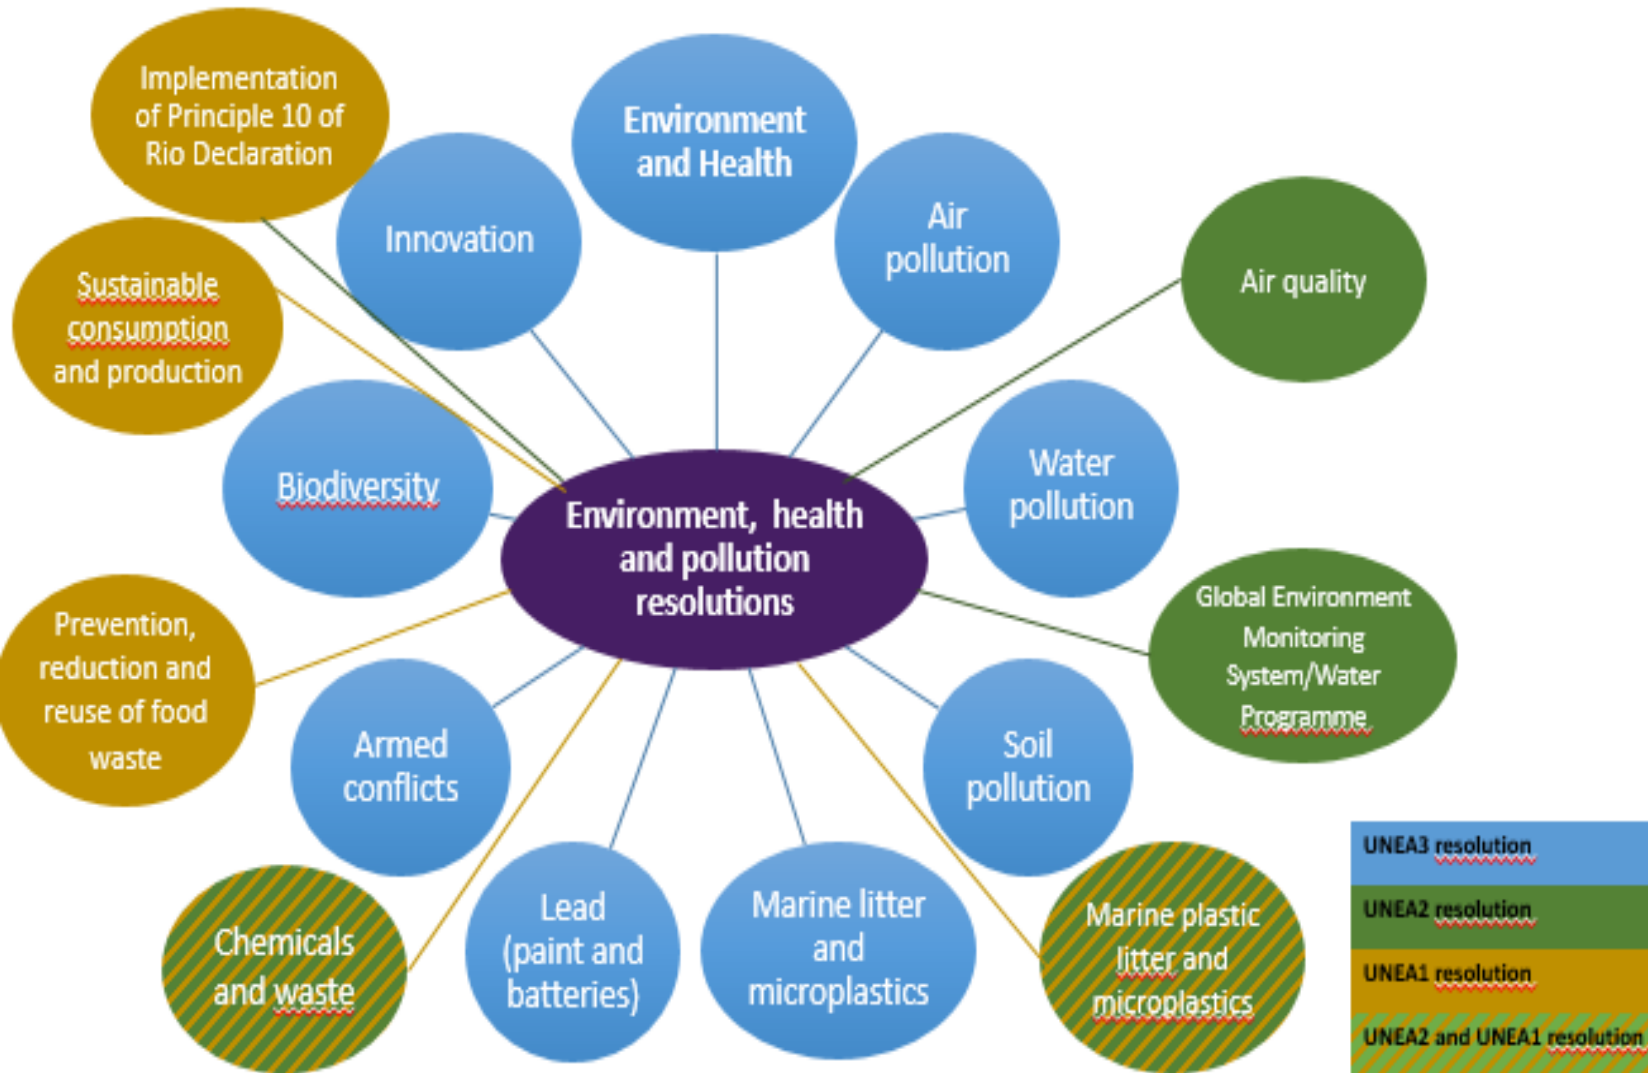 Implementation
of Principle 10 of
Rio Declaration
Environment
and Health
Innovation
Air
pollution
Air quality
Sustainable
consumption
and production
Biodiversity
Water
pollution
Environment, health
and pollution
resolutions
Global Environment
Monitoring
System/Water
Programme
Prevention,
reduction and
reuse of food
waste
Armed
conflicts
Soil
pollution
Chemicals
and waste
Lead
(paint and
batteries)
Marine litter
and
microplastics
Marine plastic
litter and
microplastics
UNEA3 resolution
UNEA2 resolution
UNEA1 resolution
UNEA2 and UNEA1 resolution